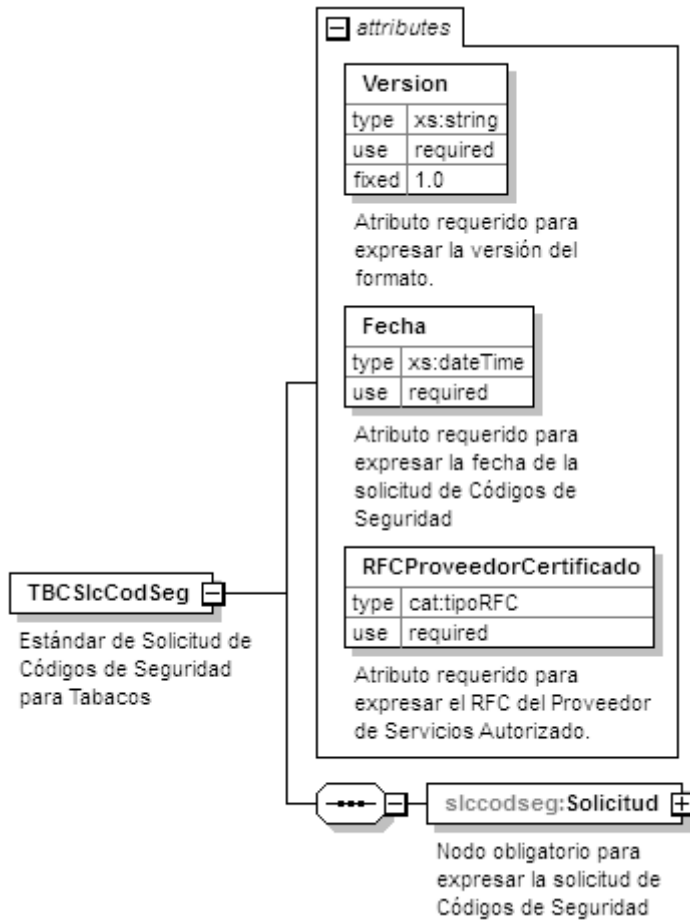 attributes
Version
type xs:string
use required
fixed 1.0
Atributo requerido para
expresar la versión del
formato.
Fecha
type xs:dateTime
use required
Atributo requerido para
expresar la fecha de la
solicitud de Códigos de
Seguridad
RFCProveedorCertificado
type cat:tipoRFC
use required
Atributo requerido para
expresar el RFC del Proveedor
de Servicios Autorizado.
TBCSlcCodSeg
Estándar de Solicitud de
Códigos de Seguridad
para Tabacos
slccodseg:Solicitud
Nodo obligatorio para
expresar la solicitud de
Códigos de Seguridad